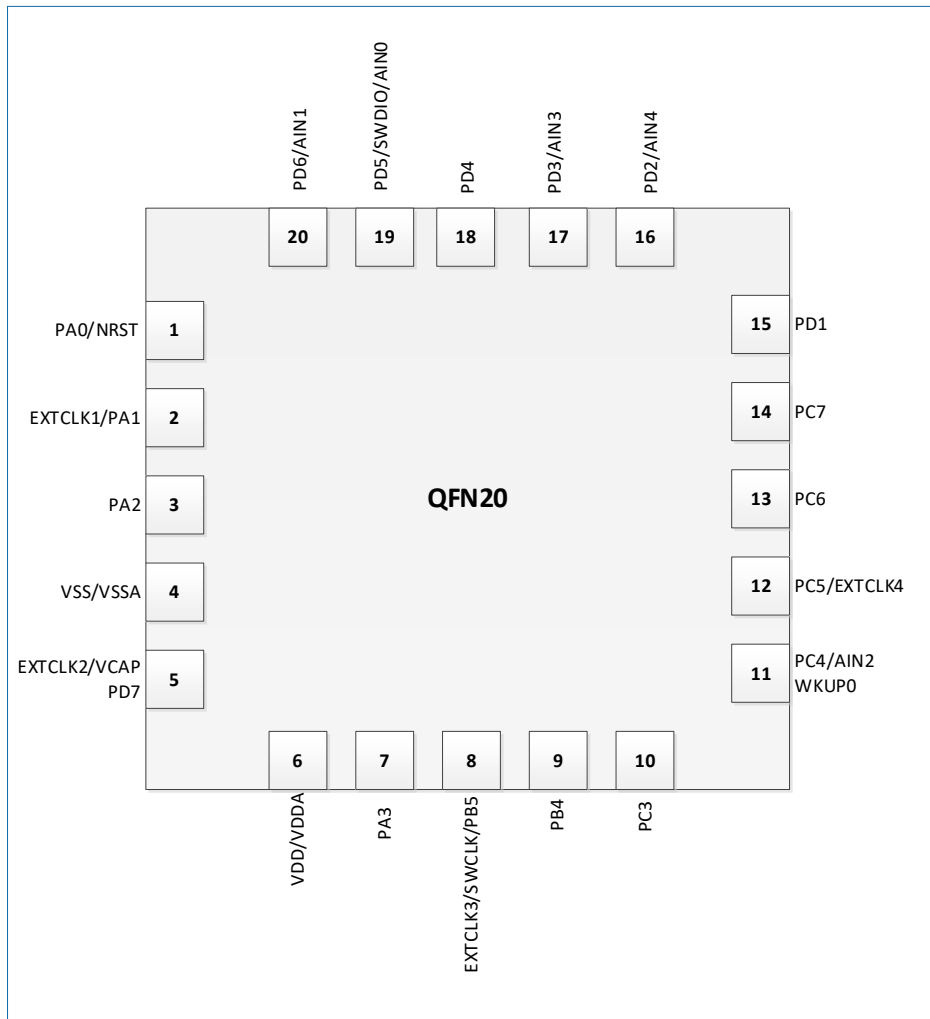 PD6/AIN1
PD5/SWDIO/AIN0
PD4
PD3/AIN3
PD2/AIN4
20
19
18
17
16
PA0/NRST
1
15
PD1
EXTCLK1/PA1
2
14
PC7
QFN20
PA2
3
13
PC6
VSS/VSSA
4
12
PC5/EXTCLK4
EXTCLK2/VCAP
PD7
5
11
PC4/AIN2
WKUP0
6
7
8
9
10
VDD/VDDA
PA3
EXTCLK3/SWCLK/PB5
PB4
PC3